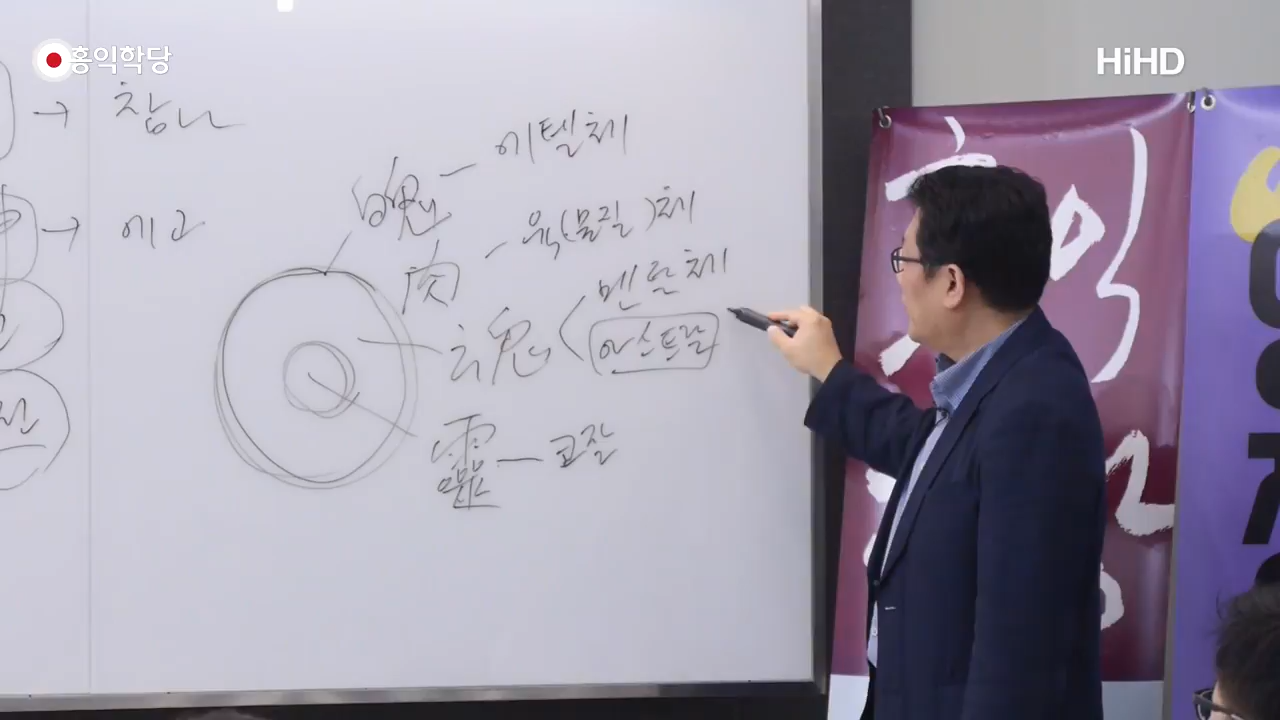 홍익학당
HiHD
→ 참나
→ 에고
魄 — 에텔체
肉 — 육(물질)체
魂 < 멘탈체
아스트랄
靈 — 코잘